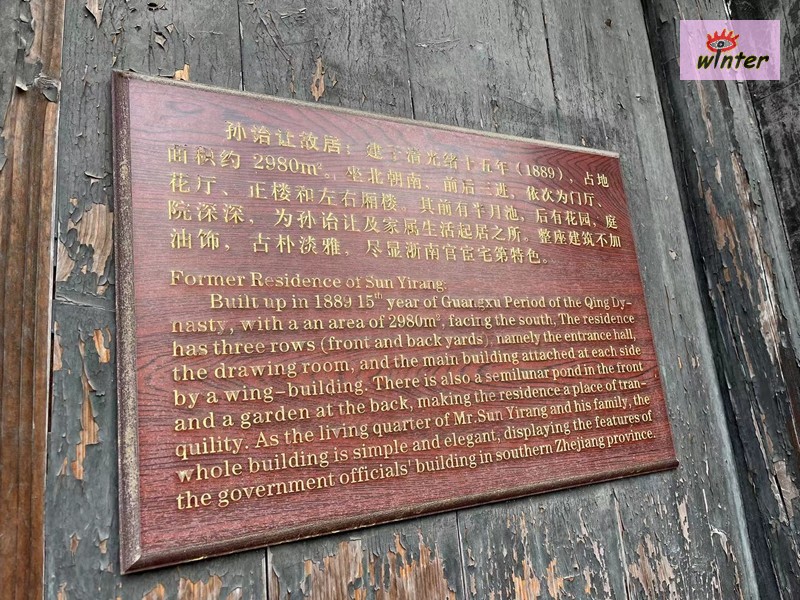 孙诒让故居：建于清光绪十五年（1889），占地
面积约 2980m²。坐北朝南，前后三进，依次为门厅、
花厅、正楼和左右厢楼。其前有半月池，后有花园，庭
院深深，为孙诒让及家属生活起居之所。整座建筑不加
油饰，古朴淡雅，尽显浙南官宦宅第特色。
Former Residence of Sun Yirang:
Built up in 1889 15th year of Guangxu Period of the Qing Dy-
nasty, with a an area of 2980m², facing the south, The residence
has three rows (front and back yards), namely the entrance hall,
the drawing room, and the main building attached at each side
by a wing-building. There is also a semilunar pond in the front
and a garden at the back, making the residence a place of tran-
quility. As the living quarter of Mr.Sun Yirang and his family, the
whole building is simple and elegant, displaying the features of
the government officials' building in southern Zhejiang province.
winter